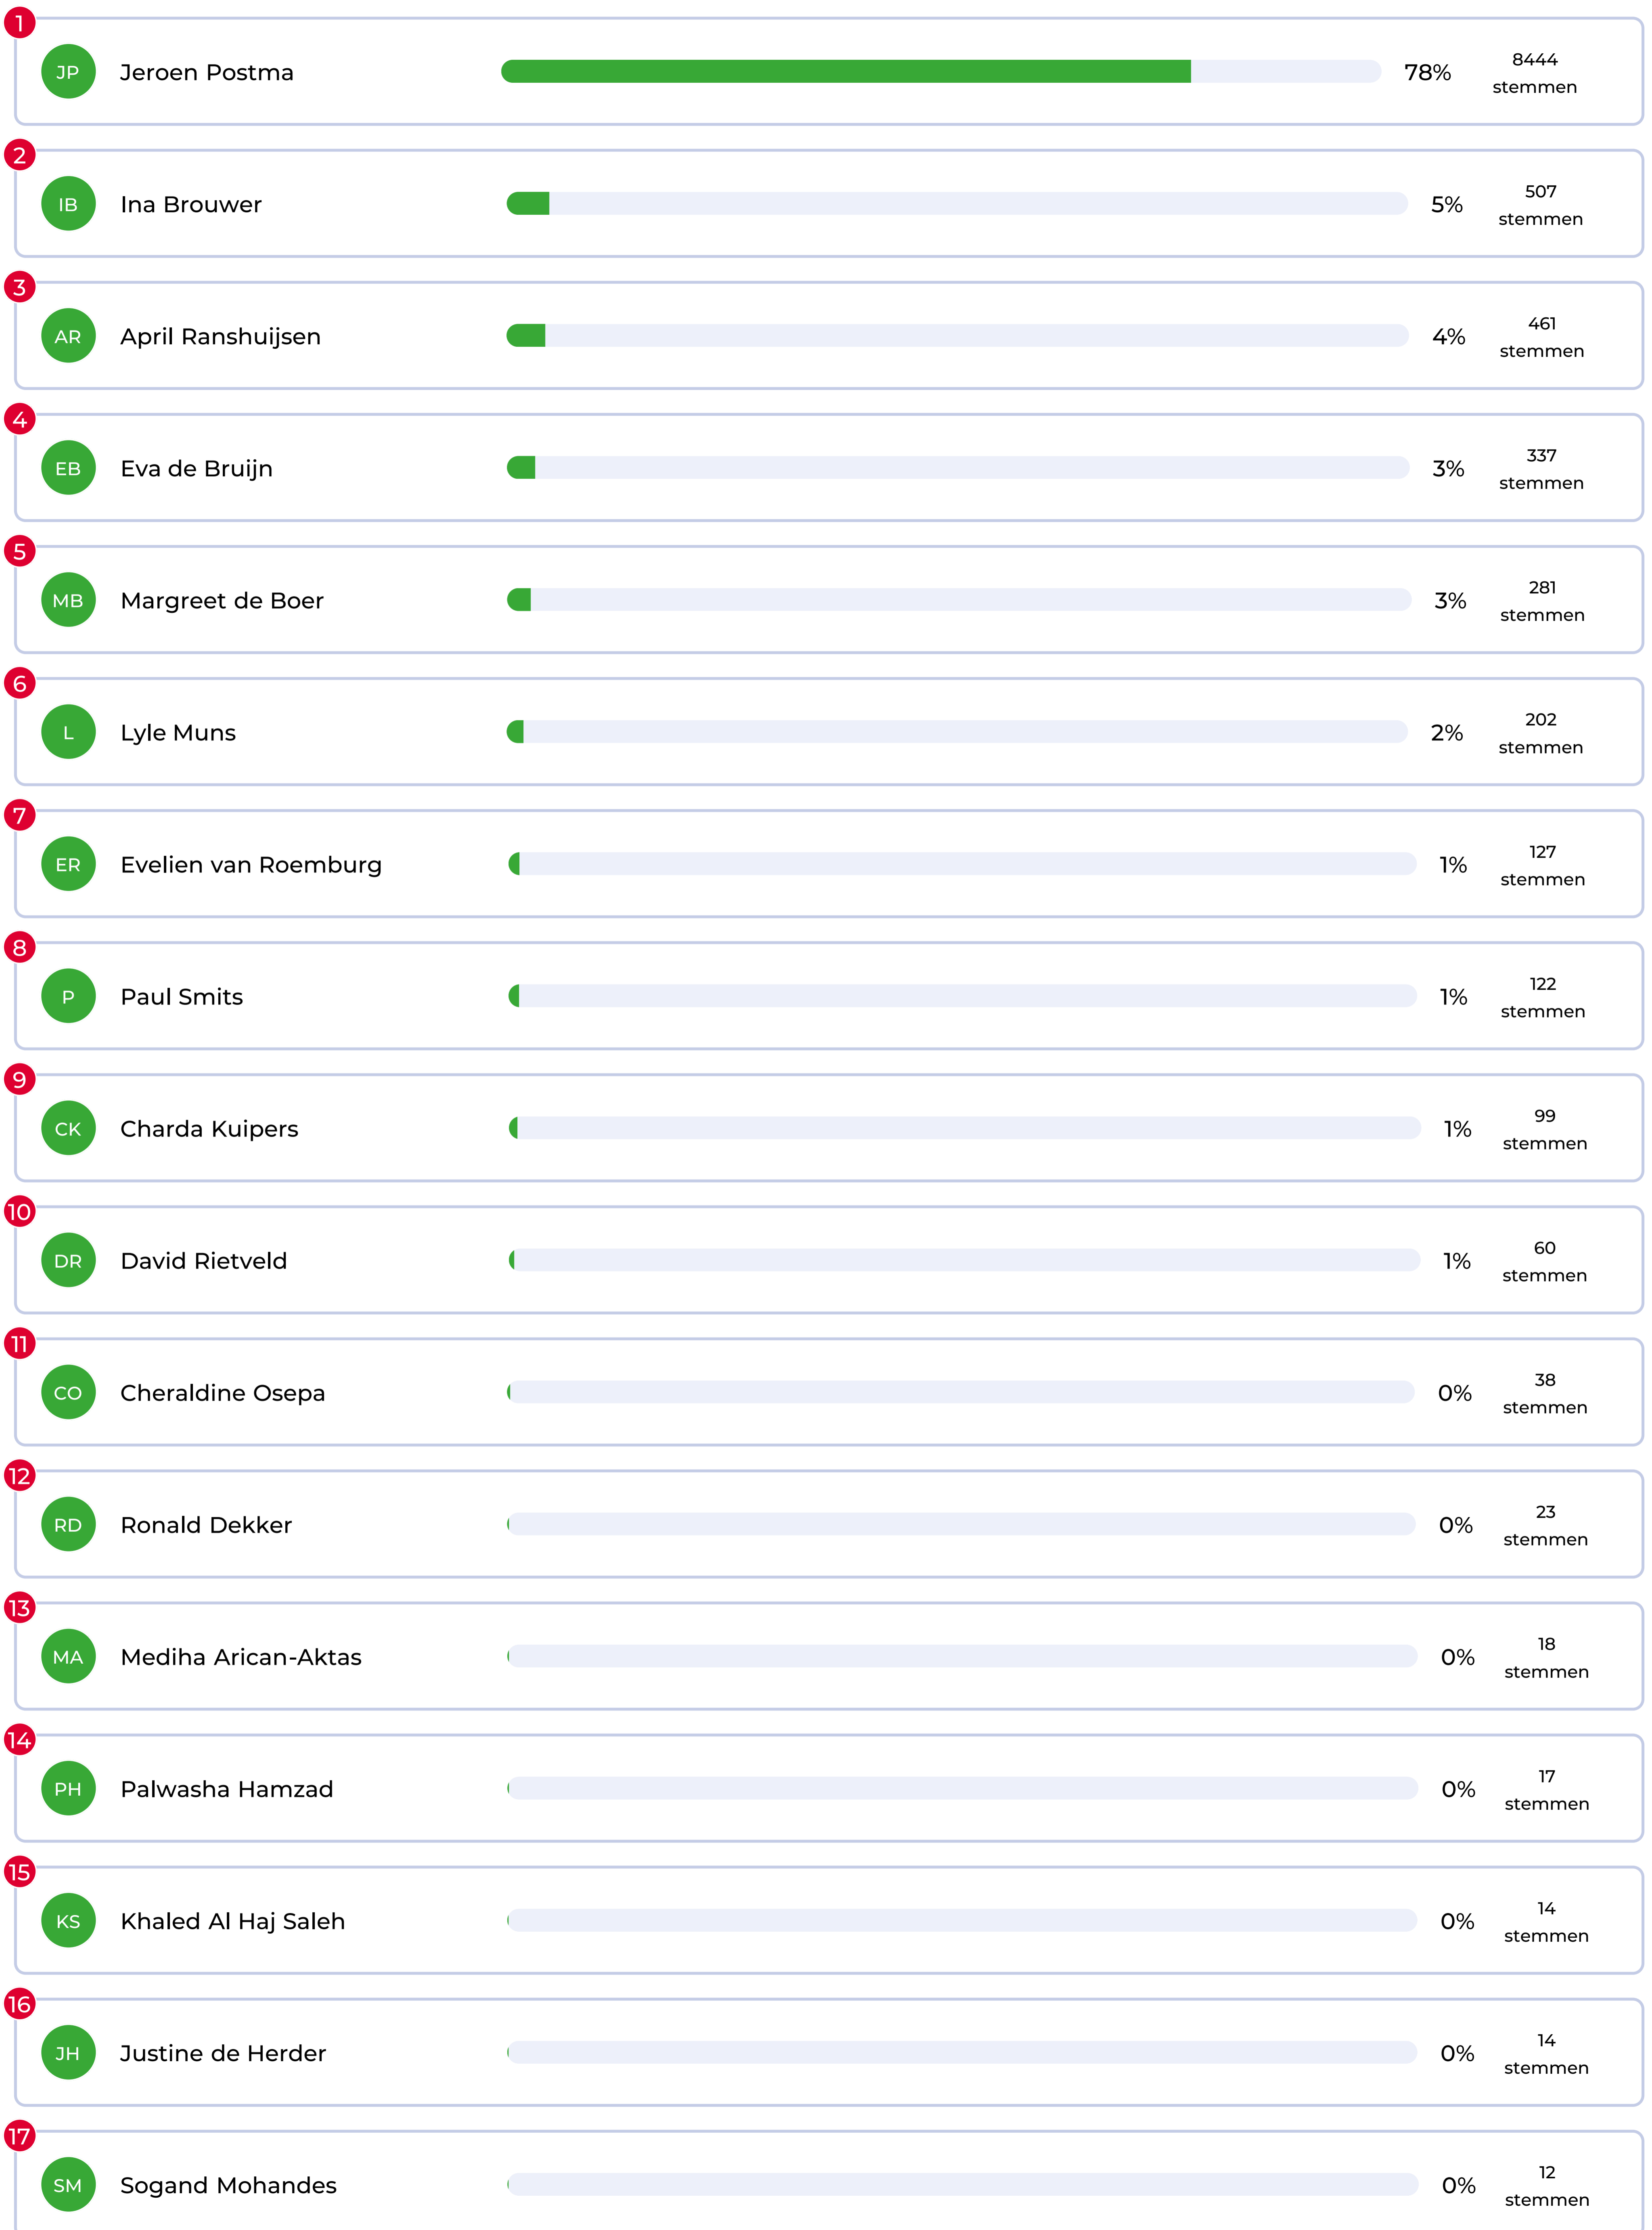 1
JP Jeroen Postma 78% 8444
stemmen
2
IB Ina Brouwer 5% 507
stemmen
3
AR April Ranshuijsen 4% 461
stemmen
4
EB Eva de Bruijn 3% 337
stemmen
5
MB Margreet de Boer 3% 281
stemmen
6
L Lyle Muns 2% 202
stemmen
7
ER Evelien van Roemburg 1% 127
stemmen
8
P Paul Smits 1% 122
stemmen
9
CK Charda Kuipers 1% 99
stemmen
10
DR David Rietveld 1% 60
stemmen
11
CO Cheraldine Osepa 0% 38
stemmen
12
RD Ronald Dekker 0% 23
stemmen
13
MA Mediha Arican-Aktas 0% 18
stemmen
14
PH Palwasha Hamzad 0% 17
stemmen
15
KS Khaled Al Haj Saleh 0% 14
stemmen
16
JH Justine de Herder 0% 14
stemmen
17
SM Sogand Mohandes 0% 12
stemmen